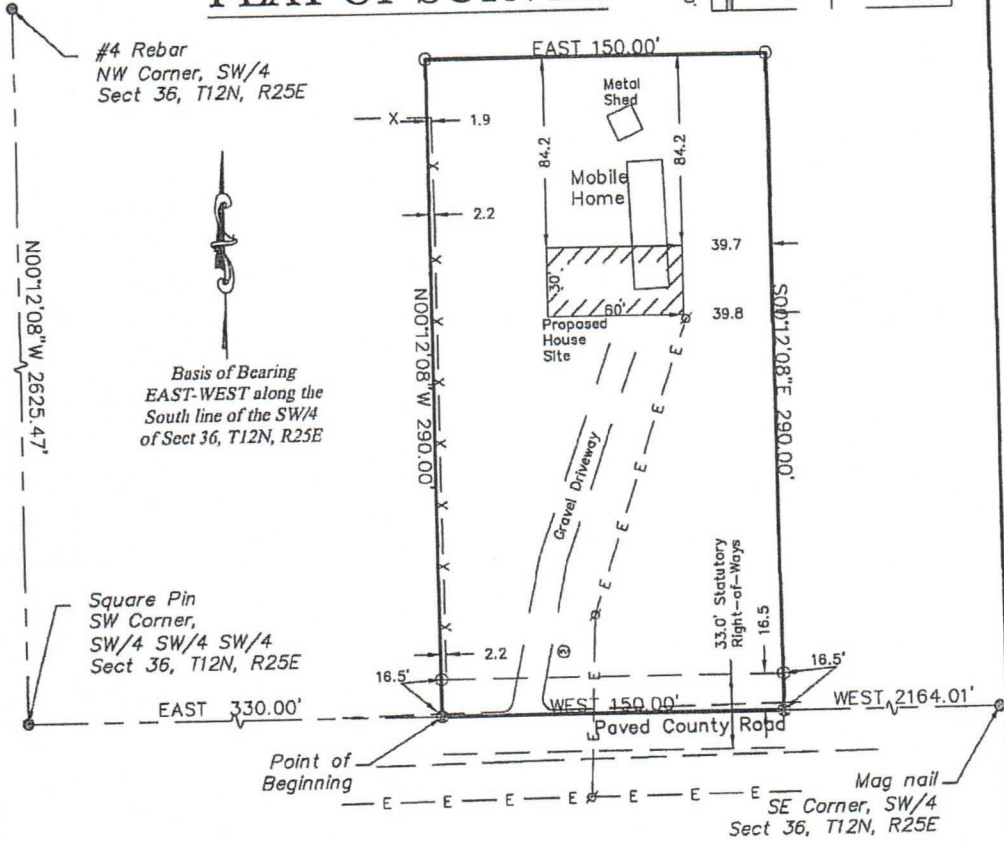 #4 Rebar
NW Corner, SW/4
Sect 36, T12N, R25E
EAST 150.00'
Metal
Shed
X
1.9
84.2
84.2
Mobile
Home
X
2.2
39.7
30'
60'
39.8
Proposed
House
Site
N00°12'08"W 2625.47'
N00°12'08"W 290.00'
S00°12'08"E 290.00'
Basis of Bearing
EAST-WEST along the
South line of the SW/4
of Sect 36, T12N, R25E
Gravel Driveway
E
E
E
E
E
33.0' Statutory
Right-of-Ways
16.5
Square Pin
SW Corner,
SW/4 SW/4 SW/4
Sect 36, T12N, R25E
2.2
16.5'
16.5'
EAST 330.00'
WEST 150.00'
WEST 2164.01'
Paved County Road
Point of
Beginning
E E E E E E
Mag nail
SE Corner, SW/4
Sect 36, T12N, R25E